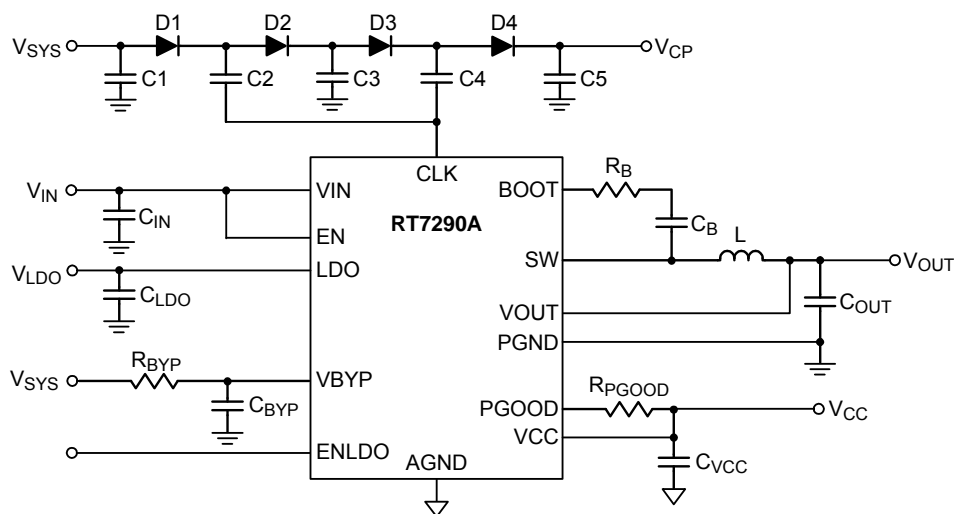 D1 D2 D3 D4
VSYS VCP
C1 C2 C3 C4 C5
CLK
VIN VIN BOOT RB
CIN RT7290A CB
EN L
VLDO LDO SW VOUT
CLDO VOUT COUT
PGND
RBYP
VSYS VBYP RPGOOD
CBYP PGOOD VCC
VCC
ENLDO CVCC
AGND